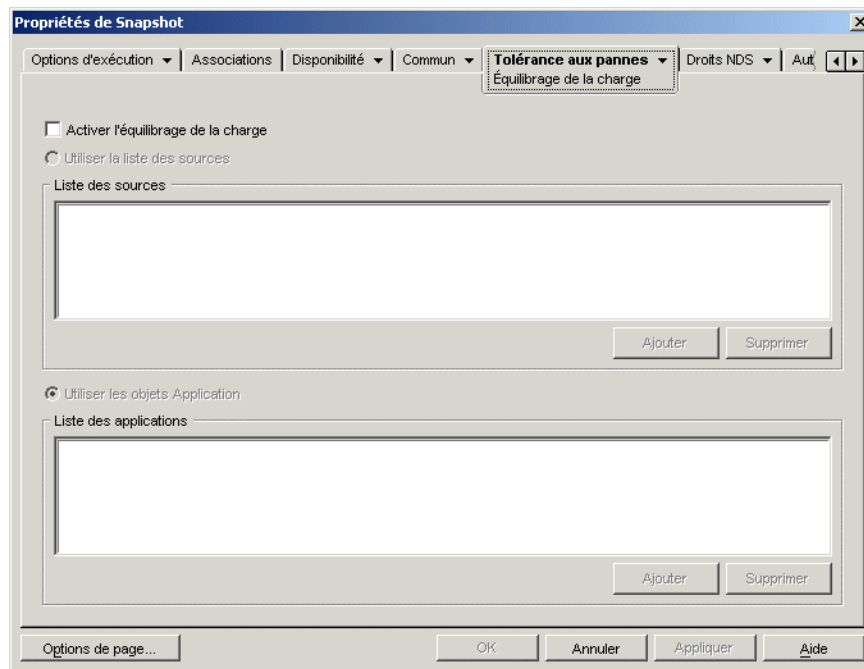 Propriétés de Snapshot
Options d'exécution Associations Disponibilité Commun Tolérance aux pannes Droits NDS Aut
Équilibrage de la charge
Activer l'équilibrage de la charge
Utiliser la liste des sources
Liste des sources
Ajouter Supprimer
Utiliser les objets Application
Liste des applications
Ajouter Supprimer
Options de page... OK Annuler Appliquer Aide